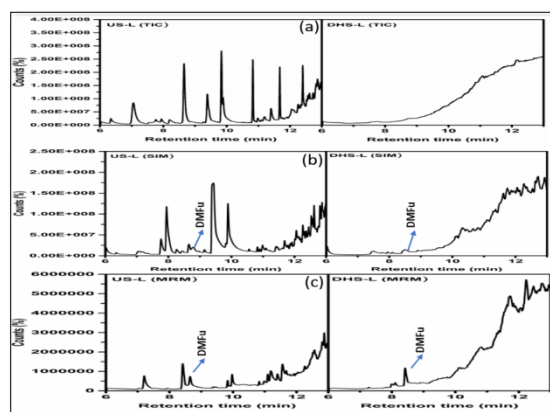 US-L (TIC)
(a)
DHS-L (TIC)
4.00E+008
3.50E+008
3.00E+008
2.50E+008
2.00E+008
1.50E+008
1.00E+008
5.00E+007
0.00E+000
Counts (%)
6 8 10 12 6 8 10 12
Retention time (min) Retention time (min)
US-L (SIM)
(b)
DHS-L (SIM)
2.50E+008
2.00E+008
1.50E+008
1.00E+008
5.00E+007
0.00E+000
Counts (%)
DMFu
DMFu
6 8 10 12 6 8 10 12
Retention time (min) Retention time (min)
US-L (MRM)
(c)
DHS-L (MRM)
6000000
5000000
4000000
3000000
2000000
1000000
0
Counts (%)
DMFu
DMFu
6 8 10 12 6 8 10 12
Retention time (min) Retention time (min)